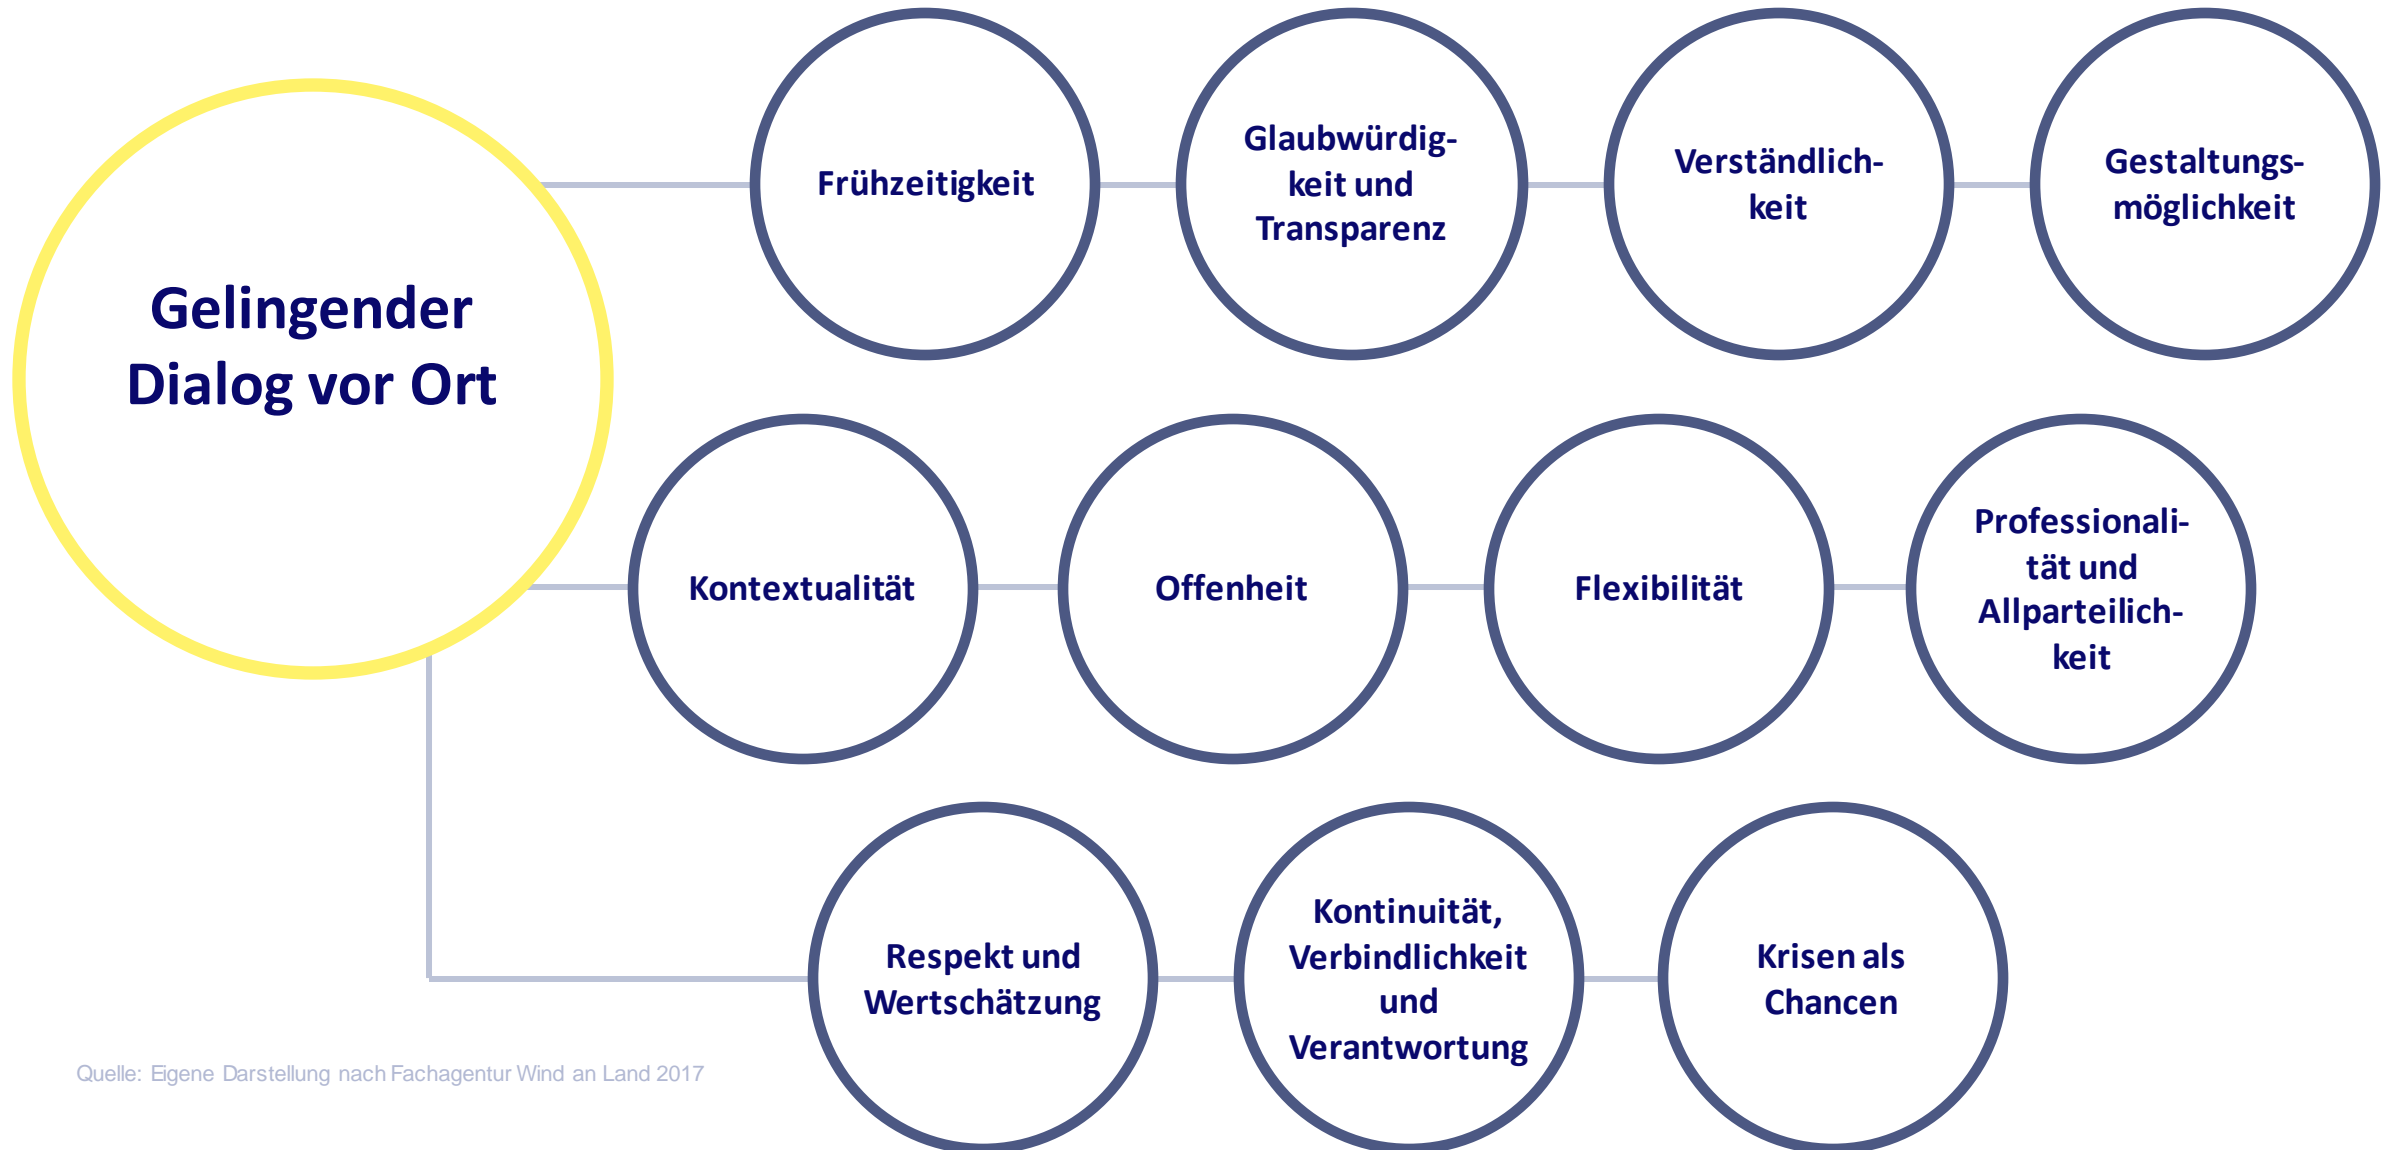 Gelingender
Dialog vor Ort
Frühzeitigkeit
Glaubwürdig-
keit und
Transparenz
Verständlich-
keit
Gestaltungs-
möglichkeit
Kontextualität
Offenheit
Flexibilität
Professionali-
tät und
Allparteilich-
keit
Respekt und
Wertschätzung
Kontinuität,
Verbindlichkeit
und
Verantwortung
Krisen als
Chancen
Quelle: Eigene Darstellung nach Fachagentur Wind an Land 2017